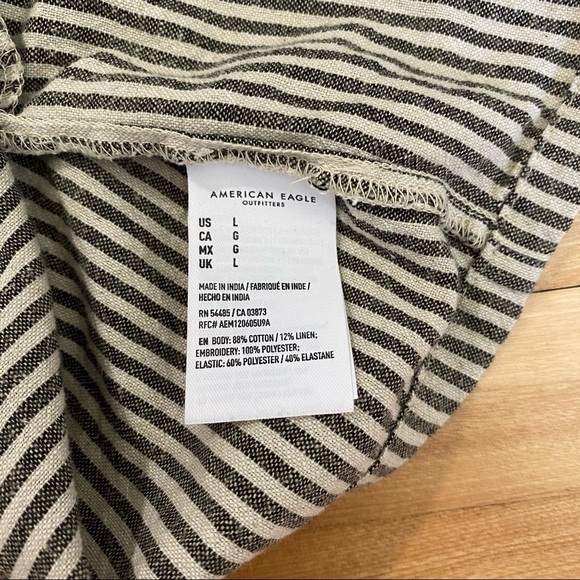 AMERICAN EAGLE
OUTFITTERS
US L
CA G
MX G
UK L
MADE IN INDIA / FABRIQUÉ EN INDE /
HECHO EN INDIA
RN 54485 / CA 03873
RFC# AEM120605U9A
EN BODY: 88% COTTON / 12% LINEN;
EMBROIDERY: 100% POLYESTER;
ELASTIC: 60% POLYESTER / 40% ELASTANE